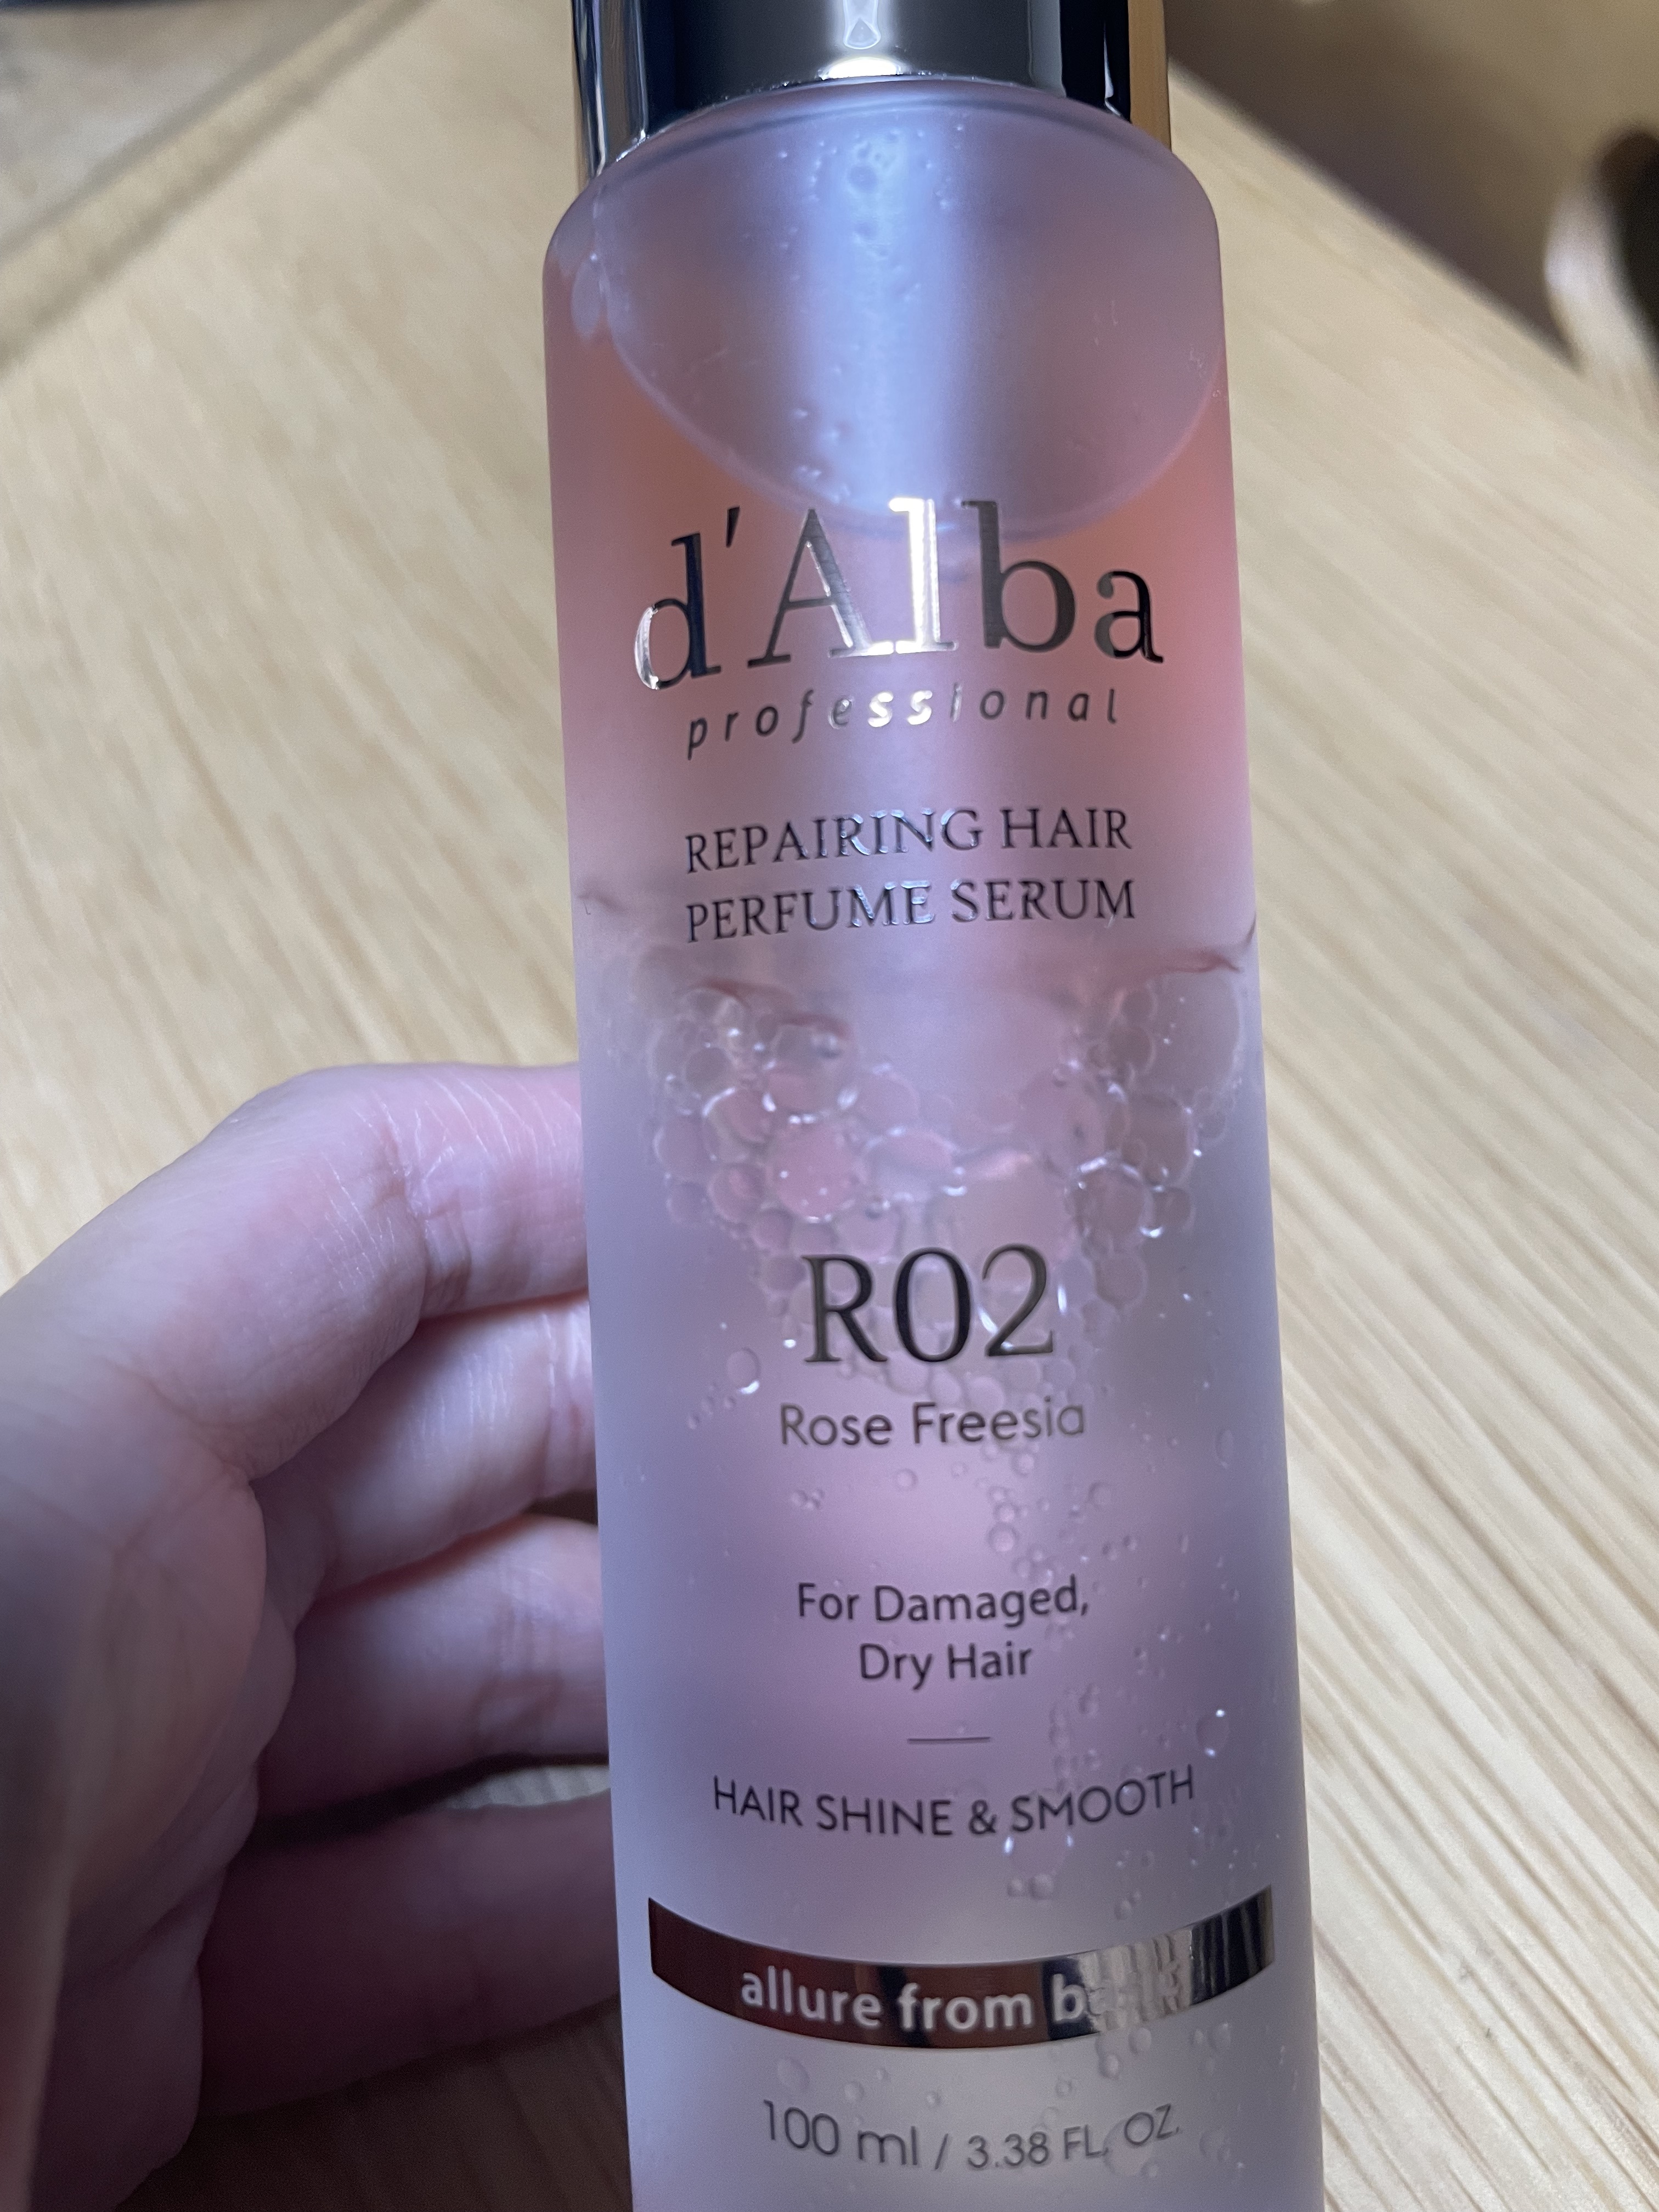 d'Alba
professional
REPAIRING HAIR
PERFUME SERUM
R02
Rose Freesia
For Damaged,
Dry Hair
HAIR SHINE & SMOOTH
allure from
100 ml / 3.38 FL. OZ.